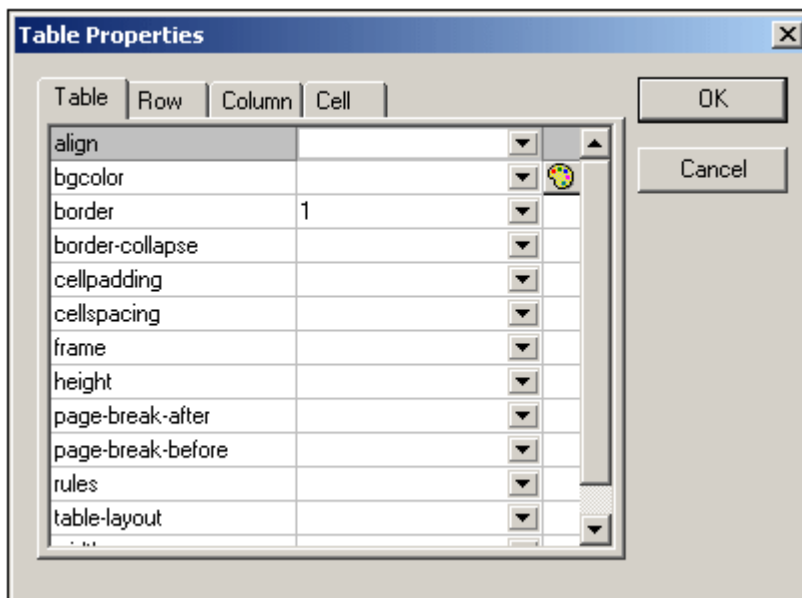 Table Properties
Table Row Column Cell
OK
Cancel
align
bgcolor
border 1
border-collapse
cellpadding
cellspacing
frame
height
page-break-after
page-break-before
rules
table-layout